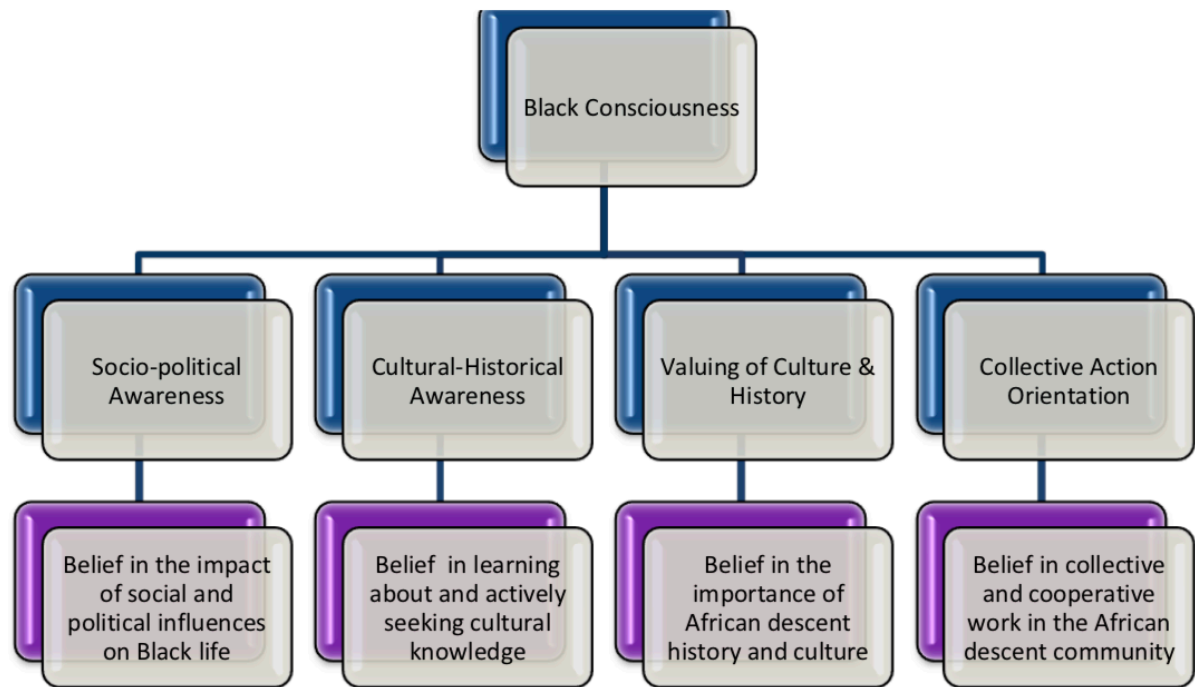 Black Consciousness
Socio-political
Awareness
Cultural-Historical
Awareness
Valuing of Culture &
History
Collective Action
Orientation
Belief in the impact
of social and
political influences
on Black life
Belief  in learning
about and actively
seeking cultural
knowledge
Belief in the
importance of
African descent
history and culture
Belief in collective
and cooperative
work in the African
descent community